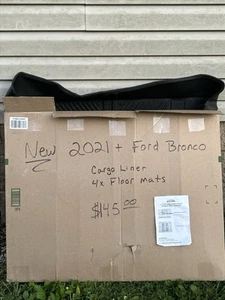 New 2021 + Ford Bronco
Cargo Liner
4x Floor mats
$145.00